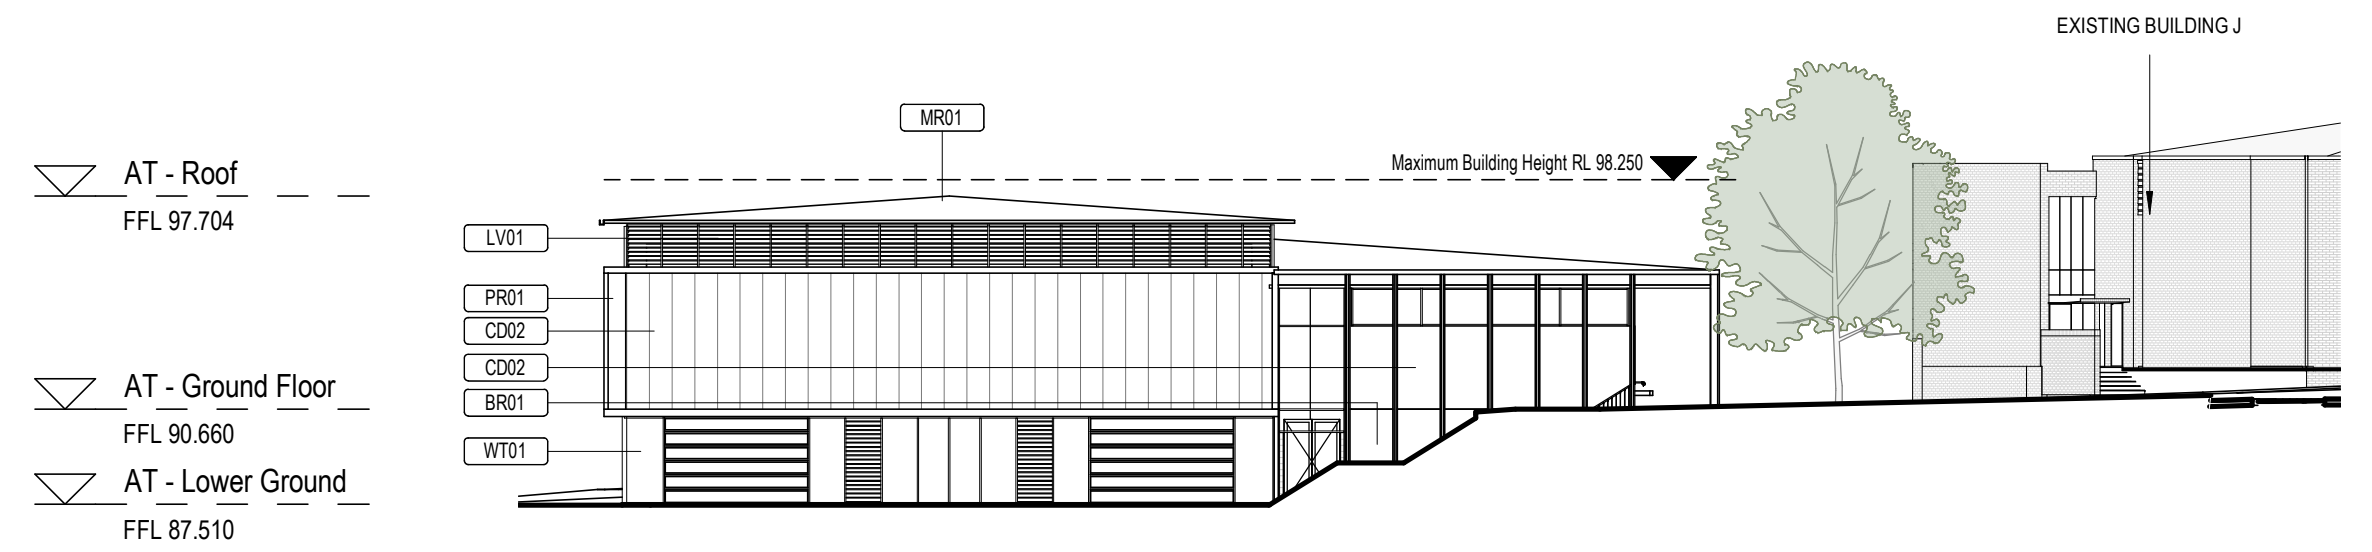 EXISTING BUILDING J
MR01
Maximum Building Height RL 98.250
AT - Roof
FFL 97.704
LV01
PR01
CD02
CD02
BR01
WT01
AT - Ground Floor
FFL 90.660
AT - Lower Ground
FFL 87.510